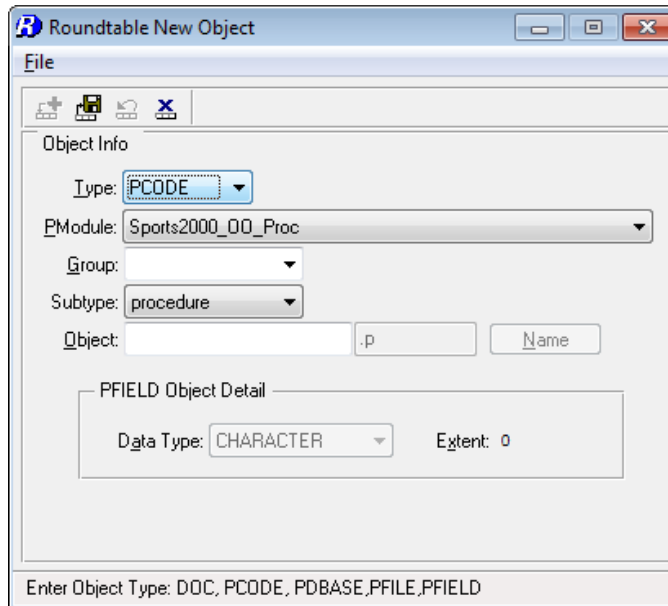 Roundtable New Object
File
Object Info
Type: PCODE
PModule: Sports2000_OO_Proc
Group:
Subtype: procedure
Object: .p Name
PFIELD Object Detail
Data Type: CHARACTER Extent: 0
Enter Object Type: DOC, PCODE, PDBASE,PFILE,PFIELD